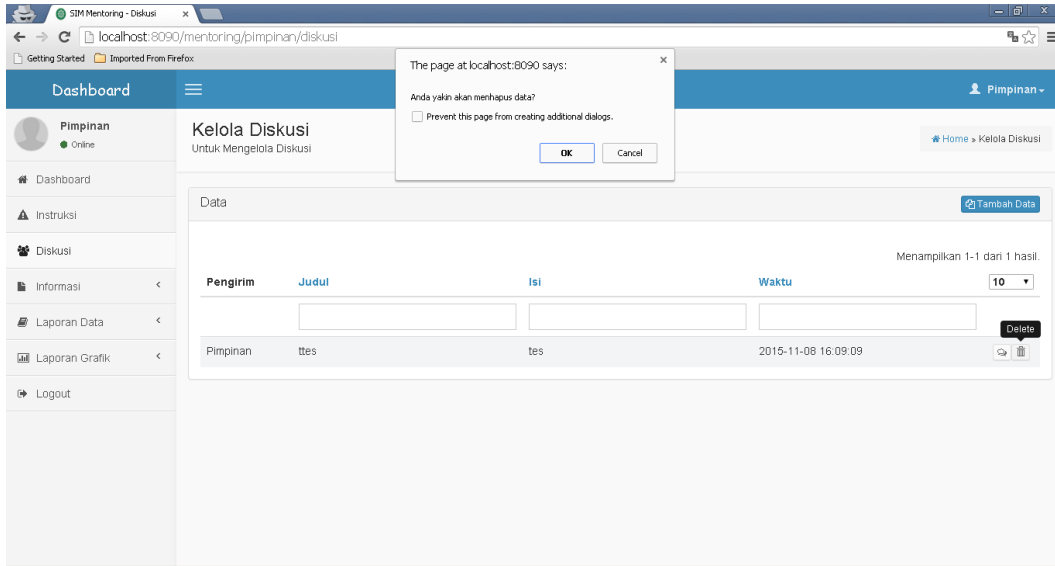 SIM Mentoring - Diskusi
localhost:8090/mentoring/pimpinan/diskusi
Getting Started Imported From Firefox
The page at localhost:8090 says:
Anda yakin akan menhapus data?
Prevent this page from creating additional dialogs.
OK Cancel
Dashboard Pimpinan
Pimpinan
Online
Kelola Diskusi
Untuk Mengelola Diskusi
Home » Kelola Diskusi
Dashboard
Instruksi
Diskusi
Informasi
Laporan Data
Laporan Grafik
Logout
Data Tambah Data
Menampilkan 1-1 dari 1 hasil.
Pengirim Judul Isi Waktu 10
Delete
Pimpinan ttes tes 2015-11-08 16:09:09